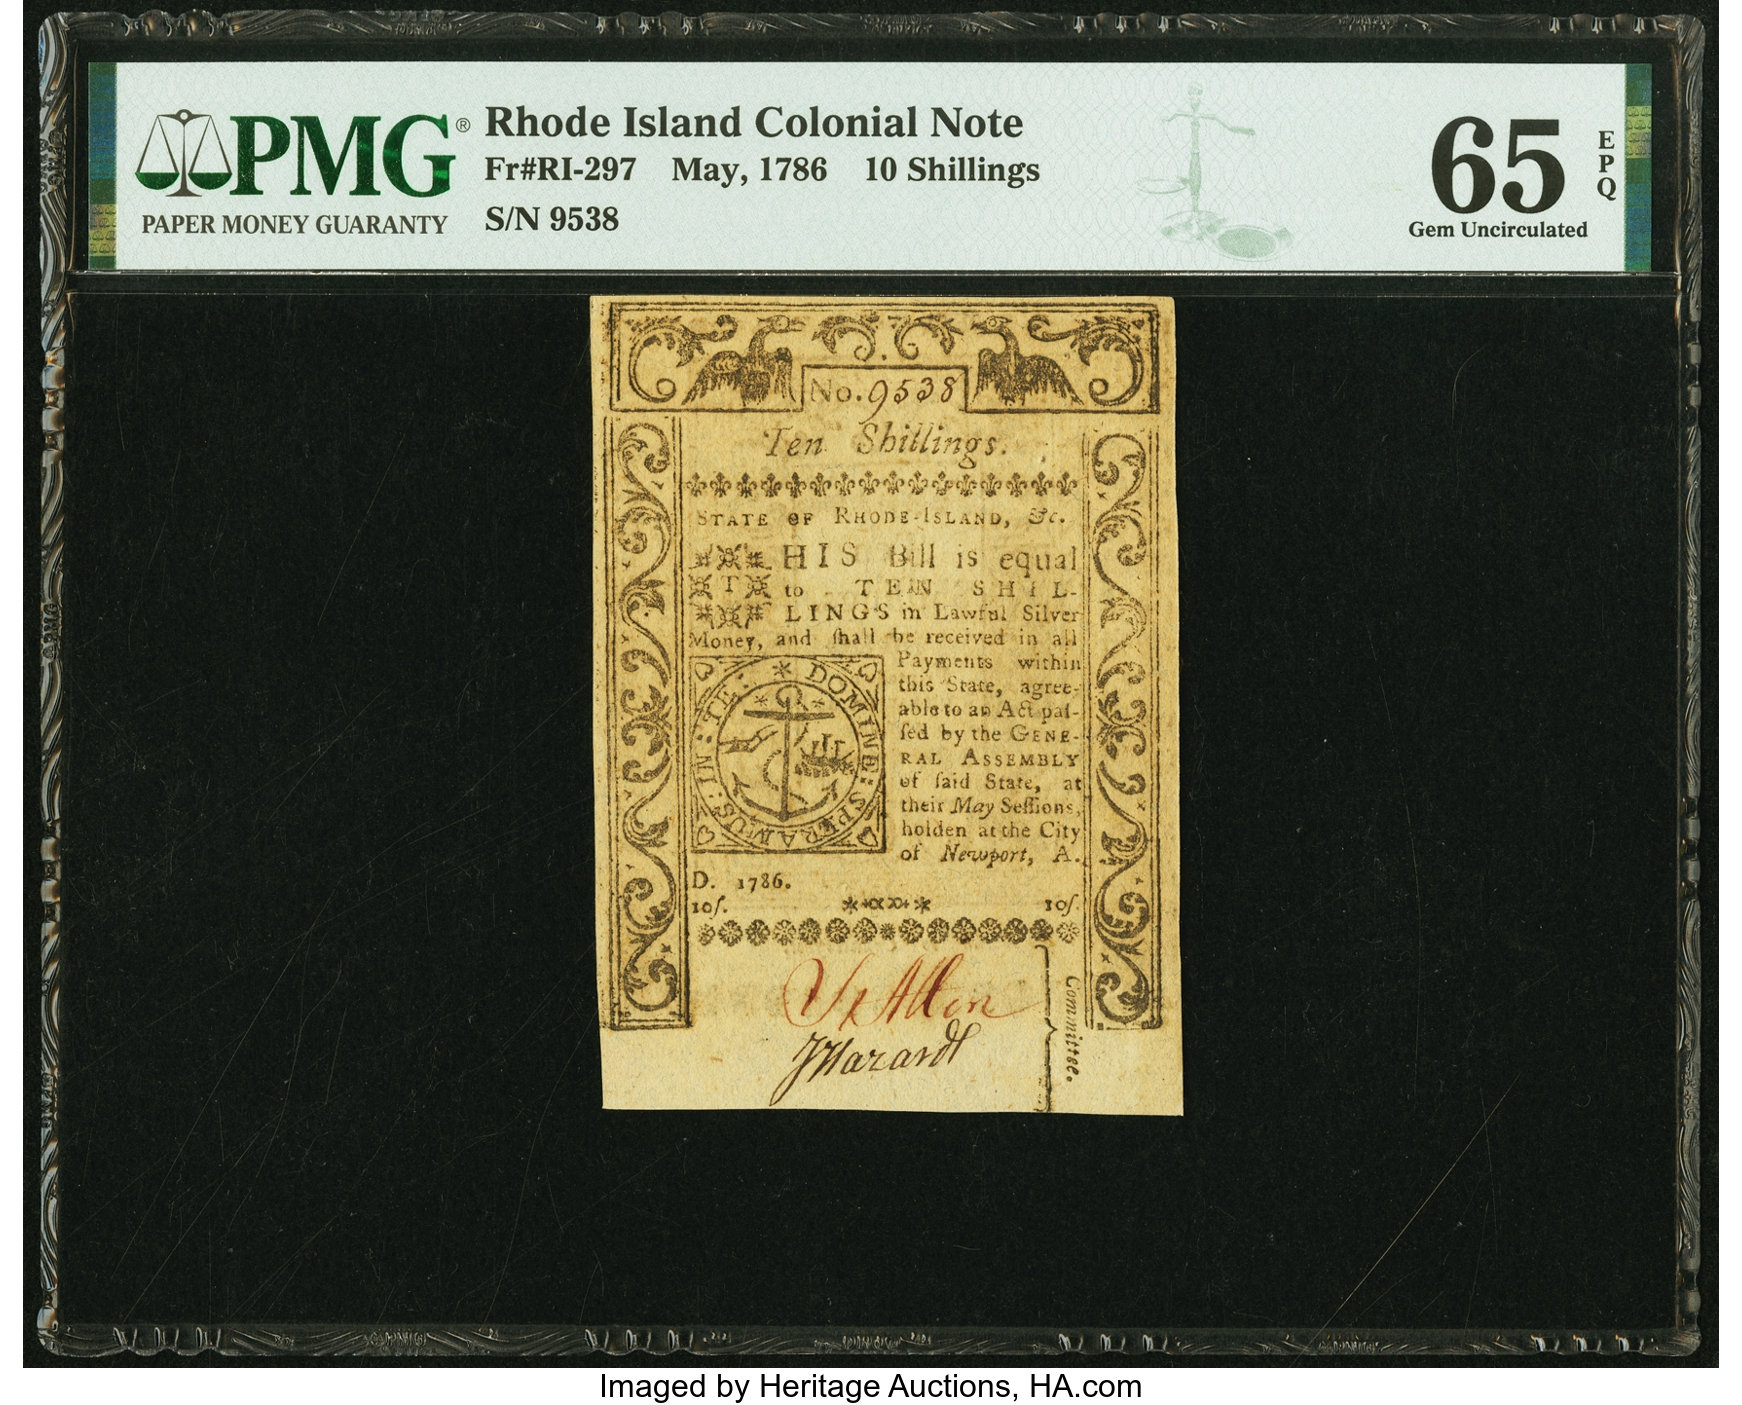 PMG®
PAPER MONEY GUARANTY
Rhode Island Colonial Note
Fr#RI-297 May, 1786 10 Shillings
S/N 9538
65 EPQ
Gem Uncirculated
No. 9538
Ten Shillings.
STATE OF RHODE-ISLAND, &c.
THIS Bill is equal
to TEN SHIL-
LINGS in Lawful Silver
Money, and ſhall be received in all
Payments within
this State, agree-
able to an Act paſ-
ſed by the GENE-
RAL ASSEMBLY
of ſaid State, at
their May Seſſions,
holden at the City
of Newport, A.
D. 1786.
10ſ. 10ſ.
IN : TE : DOMINE : SPERAMUS :
Allen
J Hazard
Committee.
Imaged by Heritage Auctions, HA.com